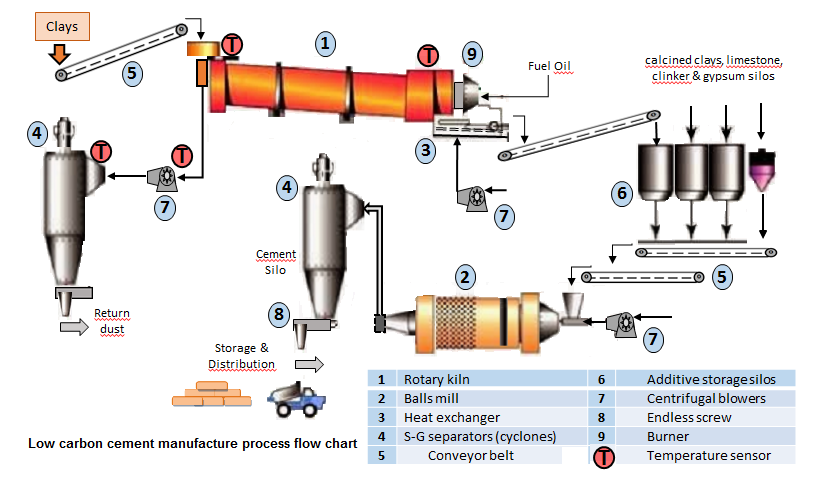 Clays
5
T
1
T
9
Fuel Oil
calcined clays, limestone,
clinker & gypsum silos
4
T
T
7
3
7
4
6
Cement
Silo
2
5
8
7
Return
dust
Storage &
Distribution
1 Rotary kiln 6 Additive storage silos
2 Balls mill 7 Centrifugal blowers
3 Heat exchanger 8 Endless screw
4 S-G separators (cyclones) 9 Burner
5 Conveyor belt T Temperature sensor
Low carbon cement manufacture process flow chart